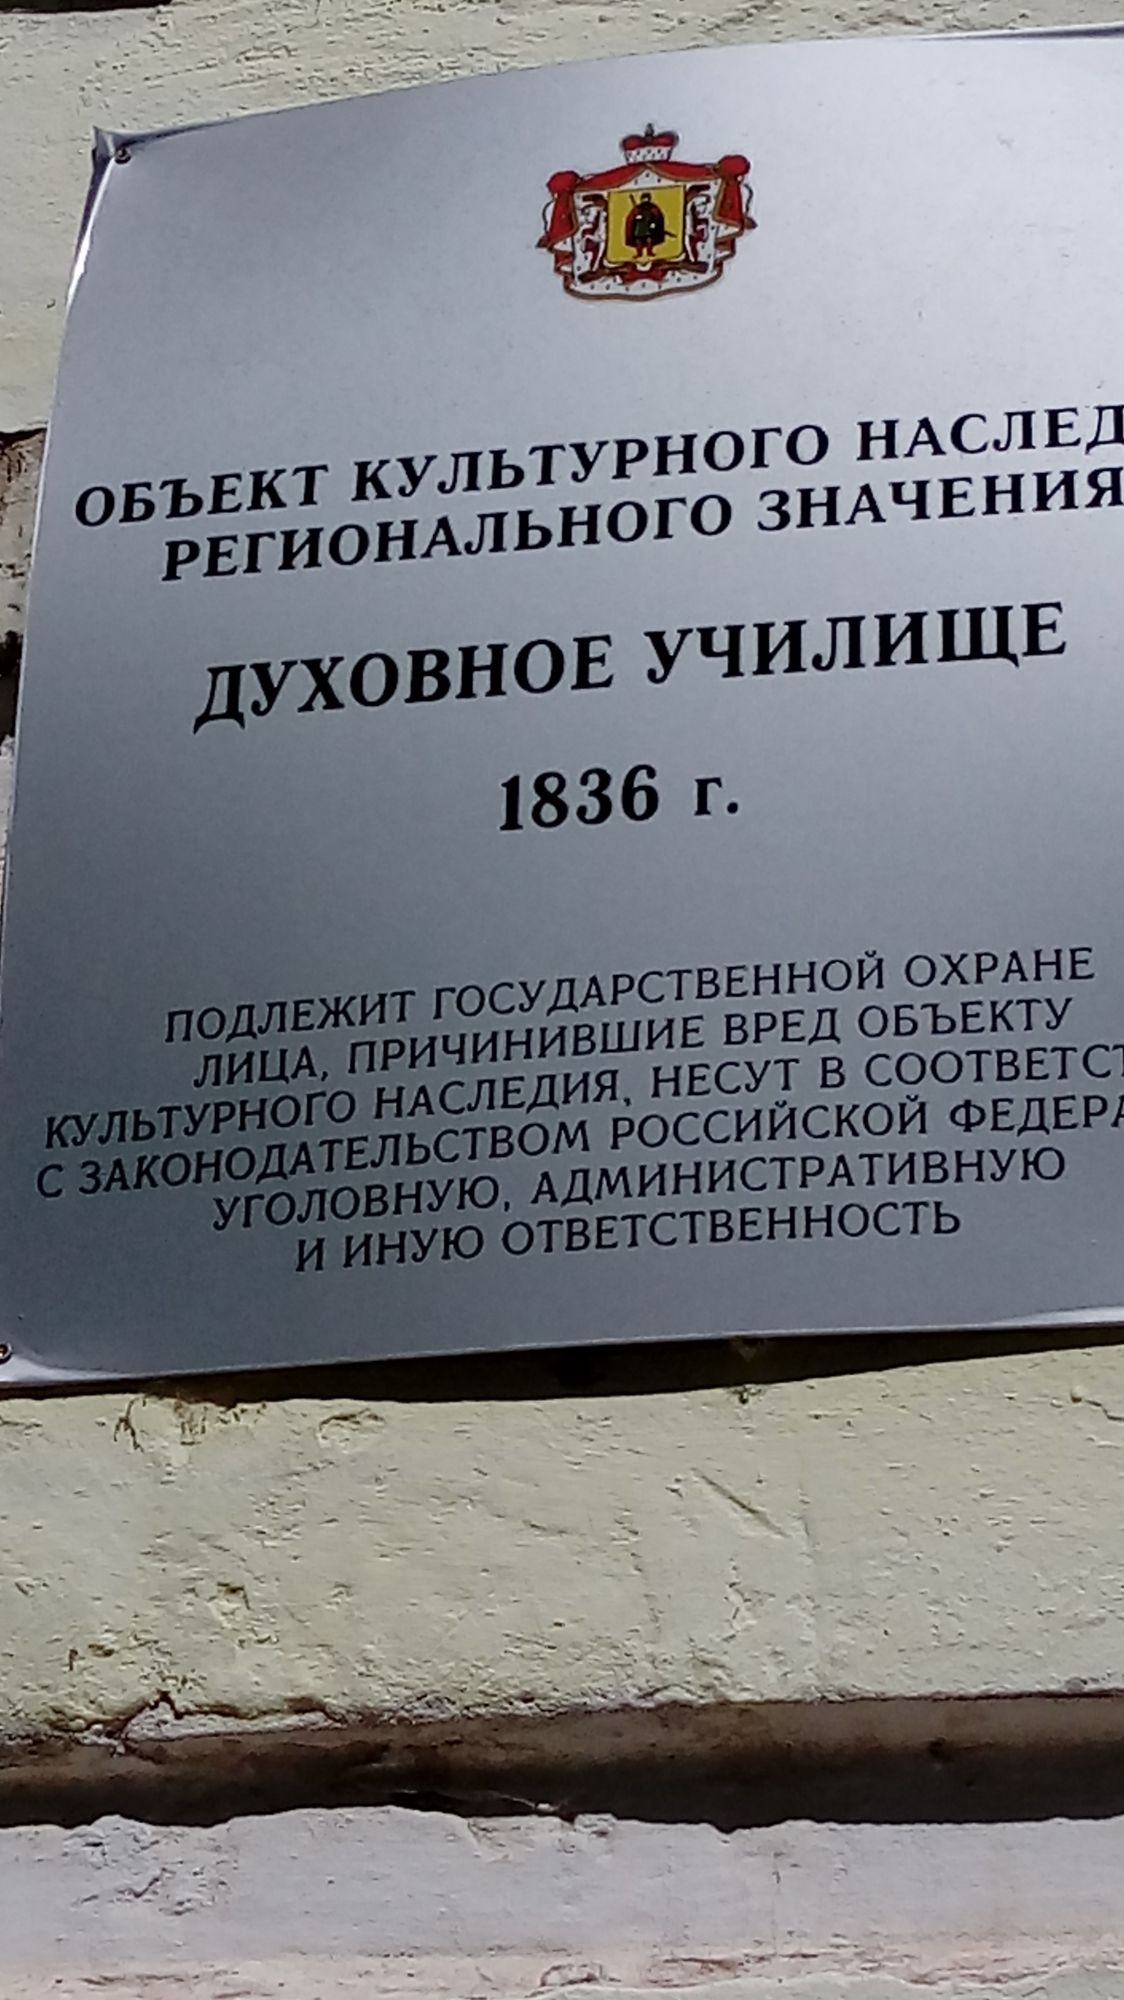 ОБЪЕКТ КУЛЬТУРНОГО НАСЛЕД
РЕГИОНАЛЬНОГО ЗНАЧЕНИЯ
ДУХОВНОЕ УЧИЛИЩЕ
1836 г.
ПОДЛЕЖИТ ГОСУДАРСТВЕННОЙ ОХРАНЕ
ЛИЦА, ПРИЧИНИВШИЕ ВРЕД ОБЪЕКТУ
КУЛЬТУРНОГО НАСЛЕДИЯ, НЕСУТ В СООТВЕТСТ
С ЗАКОНОДАТЕЛЬСТВОМ РОССИЙСКОЙ ФЕДЕРА
УГОЛОВНУЮ, АДМИНИСТРАТИВНУЮ
И ИНУЮ ОТВЕТСТВЕННОСТЬ